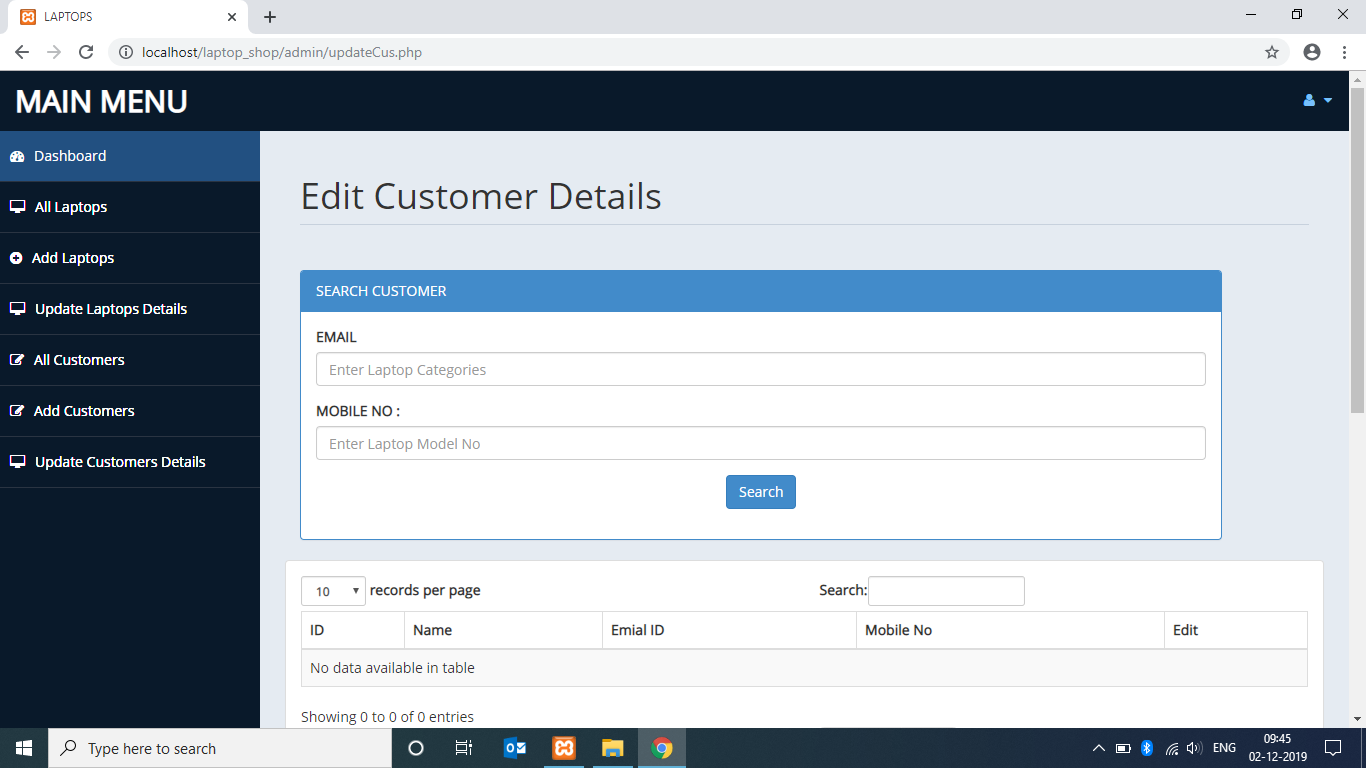 LAPTOPS
localhost/laptop_shop/admin/updateCus.php
MAIN MENU
Dashboard
All Laptops
Add Laptops
Update Laptops Details
All Customers
Add Customers
Update Customers Details
Edit Customer Details
SEARCH CUSTOMER
EMAIL
Enter Laptop Categories
MOBILE NO :
Enter Laptop Model No
Search
10 records per page
Search:
ID Name Emial ID Mobile No Edit
No data available in table
Showing 0 to 0 of 0 entries
Type here to search
ENG
09:45
02-12-2019